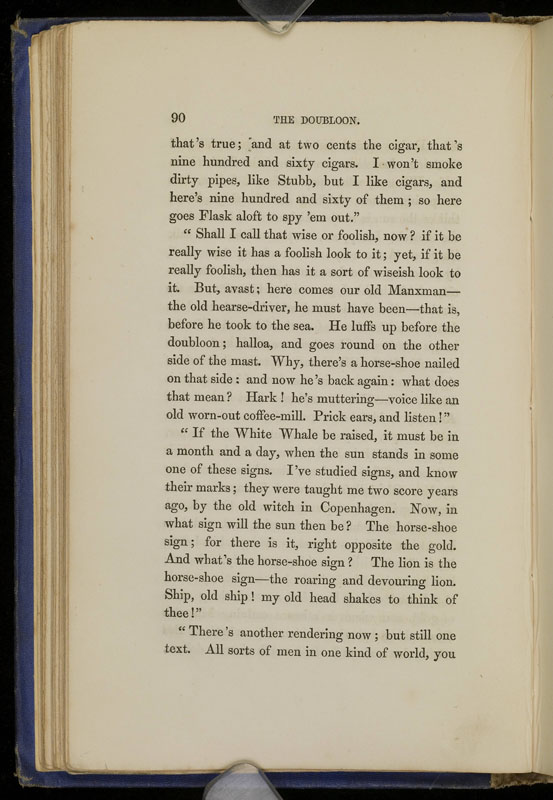 90 THE DOUBLOON.
that's true; and at two cents the cigar, that's
nine hundred and sixty cigars. I won't smoke
dirty pipes, like Stubb, but I like cigars, and
here's nine hundred and sixty of them; so here
goes Flask aloft to spy 'em out."
"Shall I call that wise or foolish, now? if it be
really wise it has a foolish look to it; yet, if it be
really foolish, then has it a sort of wiseish look to
it. But, avast; here comes our old Manxman—
the old hearse-driver, he must have been—that is,
before he took to the sea. He luffs up before the
doubloon; halloa, and goes round on the other
side of the mast. Why, there's a horse-shoe nailed
on that side: and now he's back again: what does
that mean? Hark! he's muttering—voice like an
old worn-out coffee-mill. Prick ears, and listen!"
"If the White Whale be raised, it must be in
a month and a day, when the sun stands in some
one of these signs. I've studied signs, and know
their marks; they were taught me two score years
ago, by the old witch in Copenhagen. Now, in
what sign will the sun then be? The horse-shoe
sign; for there is it, right opposite the gold.
And what's the horse-shoe sign? The lion is the
horse-shoe sign—the roaring and devouring lion.
Ship, old ship! my old head shakes to think of
thee!"
"There's another rendering now; but still one
text. All sorts of men in one kind of world, you